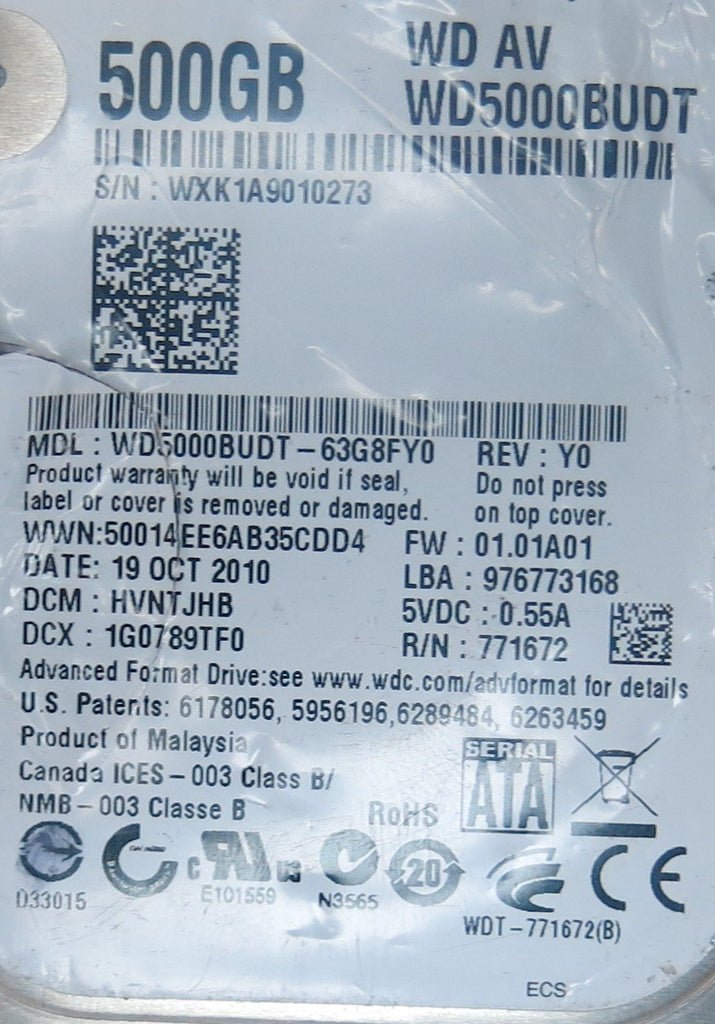 500GB
WD AV
WD5000BUDT
S/N : WXK1A9010273
MDL : WD5000BUDT-63G8FY0 REV : Y0
Product warranty will be void if seal, Do not press
label or cover is removed or damaged. on top cover.
WWN:50014EE6AB35CDD4 FW : 01.01A01
DATE: 19 OCT 2010 LBA : 976773168
DCM : HVNTJHB 5VDC : 0.55A
DCX : 1G0789TF0 R/N : 771672
Advanced Format Drive:see www.wdc.com/advformat for details
U.S. Patents: 6178056, 5956196,6289484, 6263459
Product of Malaysia
Canada ICES-003 Class B/
NMB-003 Classe B
RoHS
SERIAL
ATA
D33015
c UR us
E101559
N3565
20
CE
WDT-771672(B)
ECS